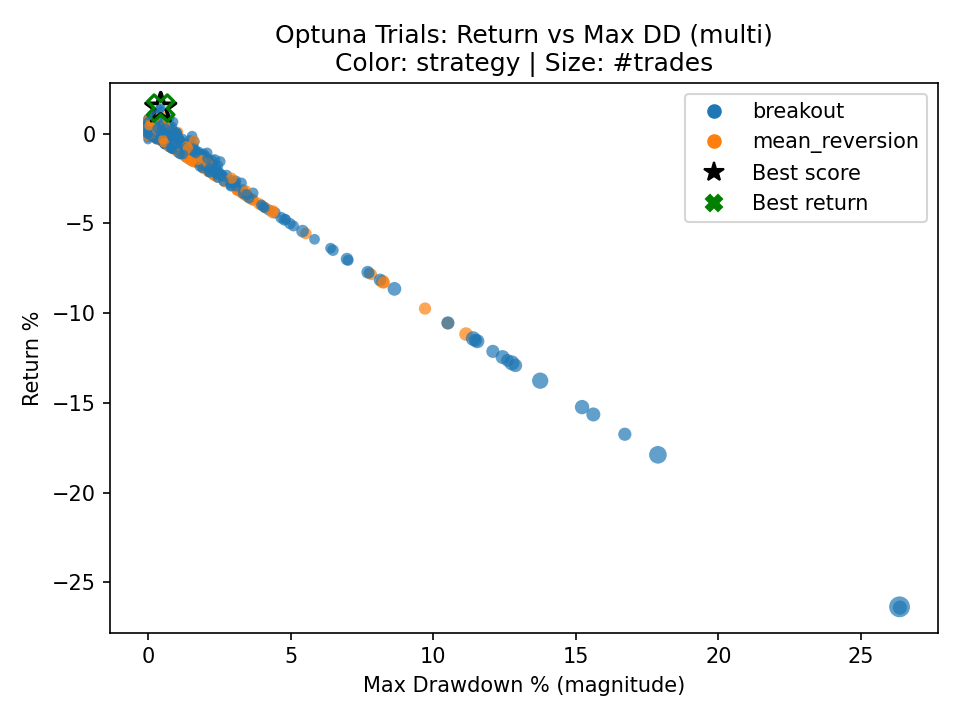 Optuna Trials: Return vs Max DD (multi)
Color: strategy | Size: #trades
breakout
mean_reversion
Best score
Best return
Return %
0
−5
−10
−15
−20
−25
0
5
10
15
20
25
Max Drawdown % (magnitude)